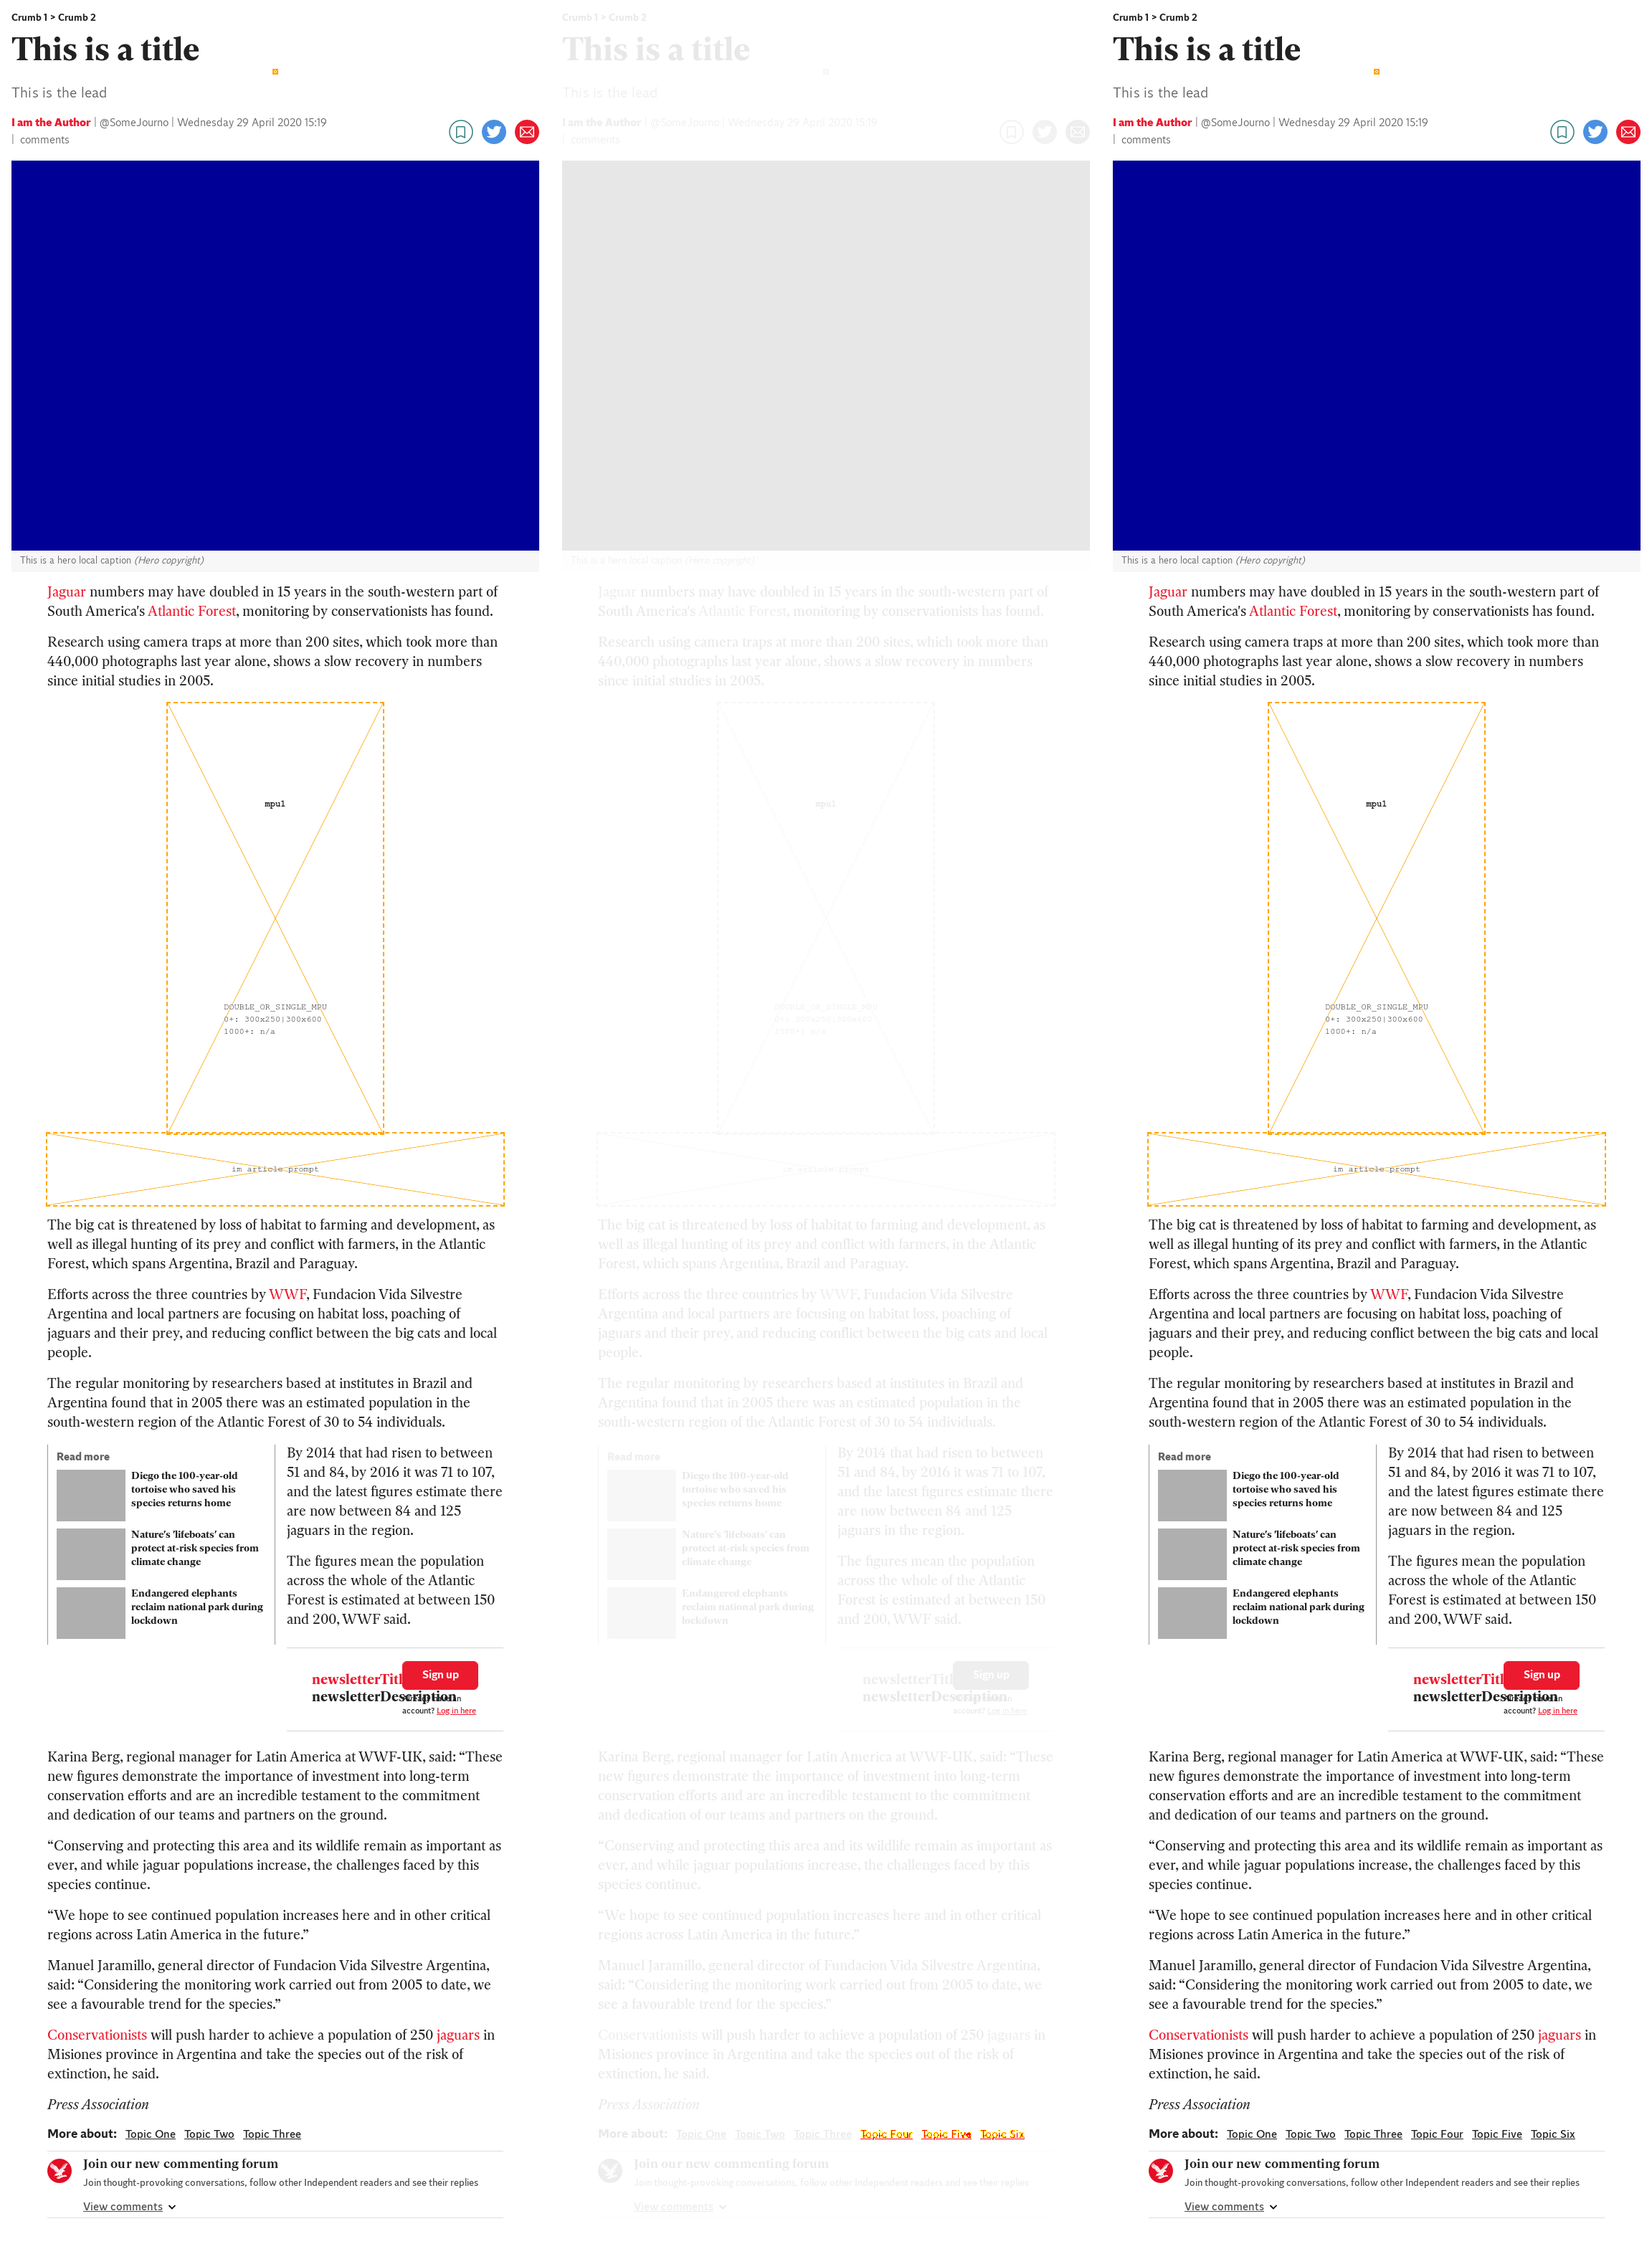 Crumb 1 > Crumb 2
This is a title
This is the lead
I am the Author | @SomeJourno | Wednesday 29 April 2020 15:19
| comments
This is a hero local caption (Hero copyright)
Jaguar numbers may have doubled in 15 years in the south-western part of
South America's Atlantic Forest, monitoring by conservationists has found.
Research using camera traps at more than 200 sites, which took more than
440,000 photographs last year alone, shows a slow recovery in numbers
since initial studies in 2005.
mpu1
DOUBLE_OR_SINGLE_MPU
0+: 300x250|300x600
1000+: n/a
im article prompt
The big cat is threatened by loss of habitat to farming and development, as
well as illegal hunting of its prey and conflict with farmers, in the Atlantic
Forest, which spans Argentina, Brazil and Paraguay.
Efforts across the three countries by WWF, Fundacion Vida Silvestre
Argentina and local partners are focusing on habitat loss, poaching of
jaguars and their prey, and reducing conflict between the big cats and local
people.
The regular monitoring by researchers based at institutes in Brazil and
Argentina found that in 2005 there was an estimated population in the
south-western region of the Atlantic Forest of 30 to 54 individuals.
Read more
Diego the 100-year-old
tortoise who saved his
species returns home
Nature's 'lifeboats' can
protect at-risk species from
climate change
Endangered elephants
reclaim national park during
lockdown
By 2014 that had risen to between
51 and 84, by 2016 it was 71 to 107,
and the latest figures estimate there
are now between 84 and 125
jaguars in the region.
The figures mean the population
across the whole of the Atlantic
Forest is estimated at between 150
and 200, WWF said.
newsletterTitl
newsletterDescription
Sign up
account? Log in here
Karina Berg, regional manager for Latin America at WWF-UK, said: “These
new figures demonstrate the importance of investment into long-term
conservation efforts and are an incredible testament to the commitment
and dedication of our teams and partners on the ground.
“Conserving and protecting this area and its wildlife remain as important as
ever, and while jaguar populations increase, the challenges faced by this
species continue.
“We hope to see continued population increases here and in other critical
regions across Latin America in the future.”
Manuel Jaramillo, general director of Fundacion Vida Silvestre Argentina,
said: “Considering the monitoring work carried out from 2005 to date, we
see a favourable trend for the species.”
Conservationists will push harder to achieve a population of 250 jaguars in
Misiones province in Argentina and take the species out of the risk of
extinction, he said.
Press Association
More about: Topic One Topic Two Topic Three
Join our new commenting forum
Join thought-provoking conversations, follow other Independent readers and see their replies
View comments
Crumb 1 > Crumb 2
This is a title
This is the lead
I am the Author | @SomeJourno | Wednesday 29 April 2020 15:19
| comments
This is a hero local caption (Hero copyright)
Jaguar numbers may have doubled in 15 years in the south-western part of
South America's Atlantic Forest, monitoring by conservationists has found.
Research using camera traps at more than 200 sites, which took more than
440,000 photographs last year alone, shows a slow recovery in numbers
since initial studies in 2005.
mpu1
DOUBLE_OR_SINGLE_MPU
0+: 300x250|300x600
1000+: n/a
im article prompt
The big cat is threatened by loss of habitat to farming and development, as
well as illegal hunting of its prey and conflict with farmers, in the Atlantic
Forest, which spans Argentina, Brazil and Paraguay.
Efforts across the three countries by WWF, Fundacion Vida Silvestre
Argentina and local partners are focusing on habitat loss, poaching of
jaguars and their prey, and reducing conflict between the big cats and local
people.
The regular monitoring by researchers based at institutes in Brazil and
Argentina found that in 2005 there was an estimated population in the
south-western region of the Atlantic Forest of 30 to 54 individuals.
Read more
Diego the 100-year-old
tortoise who saved his
species returns home
Nature's 'lifeboats' can
protect at-risk species from
climate change
Endangered elephants
reclaim national park during
lockdown
By 2014 that had risen to between
51 and 84, by 2016 it was 71 to 107,
and the latest figures estimate there
are now between 84 and 125
jaguars in the region.
The figures mean the population
across the whole of the Atlantic
Forest is estimated at between 150
and 200, WWF said.
newsletterTitl
newsletterDescription
Sign up
account? Log in here
Karina Berg, regional manager for Latin America at WWF-UK, said: “These
new figures demonstrate the importance of investment into long-term
conservation efforts and are an incredible testament to the commitment
and dedication of our teams and partners on the ground.
“Conserving and protecting this area and its wildlife remain as important as
ever, and while jaguar populations increase, the challenges faced by this
species continue.
“We hope to see continued population increases here and in other critical
regions across Latin America in the future.”
Manuel Jaramillo, general director of Fundacion Vida Silvestre Argentina,
said: “Considering the monitoring work carried out from 2005 to date, we
see a favourable trend for the species.”
Conservationists will push harder to achieve a population of 250 jaguars in
Misiones province in Argentina and take the species out of the risk of
extinction, he said.
Press Association
More about: Topic One Topic Two Topic Three Topic Four Topic Five Topic Six
Join our new commenting forum
Join thought-provoking conversations, follow other Independent readers and see their replies
View comments
Crumb 1 > Crumb 2
This is a title
This is the lead
I am the Author | @SomeJourno | Wednesday 29 April 2020 15:19
| comments
This is a hero local caption (Hero copyright)
Jaguar numbers may have doubled in 15 years in the south-western part of
South America's Atlantic Forest, monitoring by conservationists has found.
Research using camera traps at more than 200 sites, which took more than
440,000 photographs last year alone, shows a slow recovery in numbers
since initial studies in 2005.
mpu1
DOUBLE_OR_SINGLE_MPU
0+: 300x250|300x600
1000+: n/a
im article prompt
The big cat is threatened by loss of habitat to farming and development, as
well as illegal hunting of its prey and conflict with farmers, in the Atlantic
Forest, which spans Argentina, Brazil and Paraguay.
Efforts across the three countries by WWF, Fundacion Vida Silvestre
Argentina and local partners are focusing on habitat loss, poaching of
jaguars and their prey, and reducing conflict between the big cats and local
people.
The regular monitoring by researchers based at institutes in Brazil and
Argentina found that in 2005 there was an estimated population in the
south-western region of the Atlantic Forest of 30 to 54 individuals.
Read more
Diego the 100-year-old
tortoise who saved his
species returns home
Nature's 'lifeboats' can
protect at-risk species from
climate change
Endangered elephants
reclaim national park during
lockdown
By 2014 that had risen to between
51 and 84, by 2016 it was 71 to 107,
and the latest figures estimate there
are now between 84 and 125
jaguars in the region.
The figures mean the population
across the whole of the Atlantic
Forest is estimated at between 150
and 200, WWF said.
newsletterTitl
newsletterDescription
Sign up
account? Log in here
Karina Berg, regional manager for Latin America at WWF-UK, said: “These
new figures demonstrate the importance of investment into long-term
conservation efforts and are an incredible testament to the commitment
and dedication of our teams and partners on the ground.
“Conserving and protecting this area and its wildlife remain as important as
ever, and while jaguar populations increase, the challenges faced by this
species continue.
“We hope to see continued population increases here and in other critical
regions across Latin America in the future.”
Manuel Jaramillo, general director of Fundacion Vida Silvestre Argentina,
said: “Considering the monitoring work carried out from 2005 to date, we
see a favourable trend for the species.”
Conservationists will push harder to achieve a population of 250 jaguars in
Misiones province in Argentina and take the species out of the risk of
extinction, he said.
Press Association
More about: Topic One Topic Two Topic Three Topic Four Topic Five Topic Six
Join our new commenting forum
Join thought-provoking conversations, follow other Independent readers and see their replies
View comments